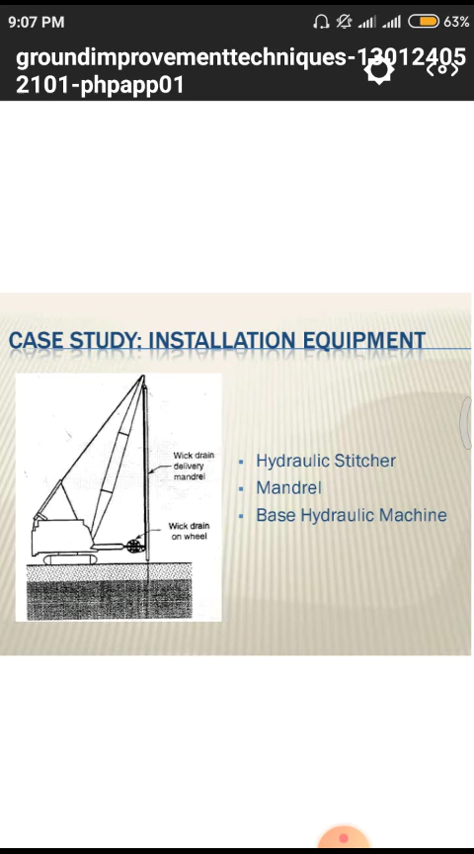 9:07 PM
63%
groundimprovementtechniques-13012405
2101-phpapp01
CASE STUDY: INSTALLATION EQUIPMENT
Wick drain
delivery
mandrel
Wick drain
on wheel
▪ Hydraulic Stitcher
▪ Mandrel
▪ Base Hydraulic Machine